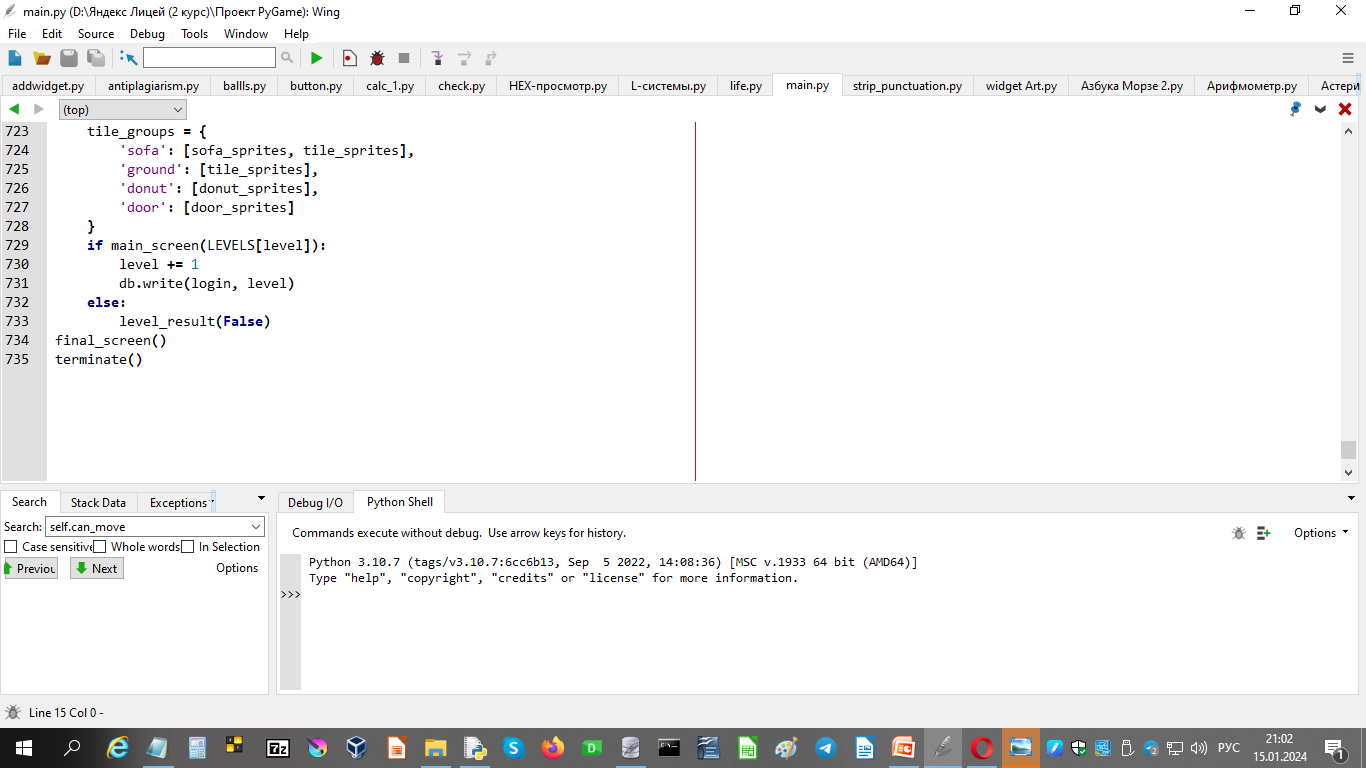 main.py (D:\Яндекс Лицей (2 курс)\Проект PyGame): Wing
File Edit Source Debug Tools Window Help
addwidget.py antiplagiarism.py ballls.py button.py calc_1.py check.py HEX-просмотр.py L-системы.py life.py main.py strip_punctuation.py widget Art.py Азбука Морзе 2.py Арифмометр.py Астери
(top)
723 tile_groups = {
724 'sofa': [sofa_sprites, tile_sprites],
725 'ground': [tile_sprites],
726 'donut': [donut_sprites],
727 'door': [door_sprites]
728 }
729 if main_screen(LEVELS[level]):
730 level += 1
731 db.write(login, level)
732 else:
733 level_result(False)
734 final_screen()
735 terminate()
Search Stack Data Exceptions
Search: self.can_move
Case sensitive Whole words In Selection
Previou Next Options
Debug I/O Python Shell
Commands execute without debug. Use arrow keys for history. Options
Python 3.10.7 (tags/v3.10.7:6cc6b13, Sep  5 2022, 14:08:36) [MSC v.1933 64 bit (AMD64)]
Type "help", "copyright", "credits" or "license" for more information.
>>>
Line 15 Col 0 -
РУС
21:02
15.01.2024